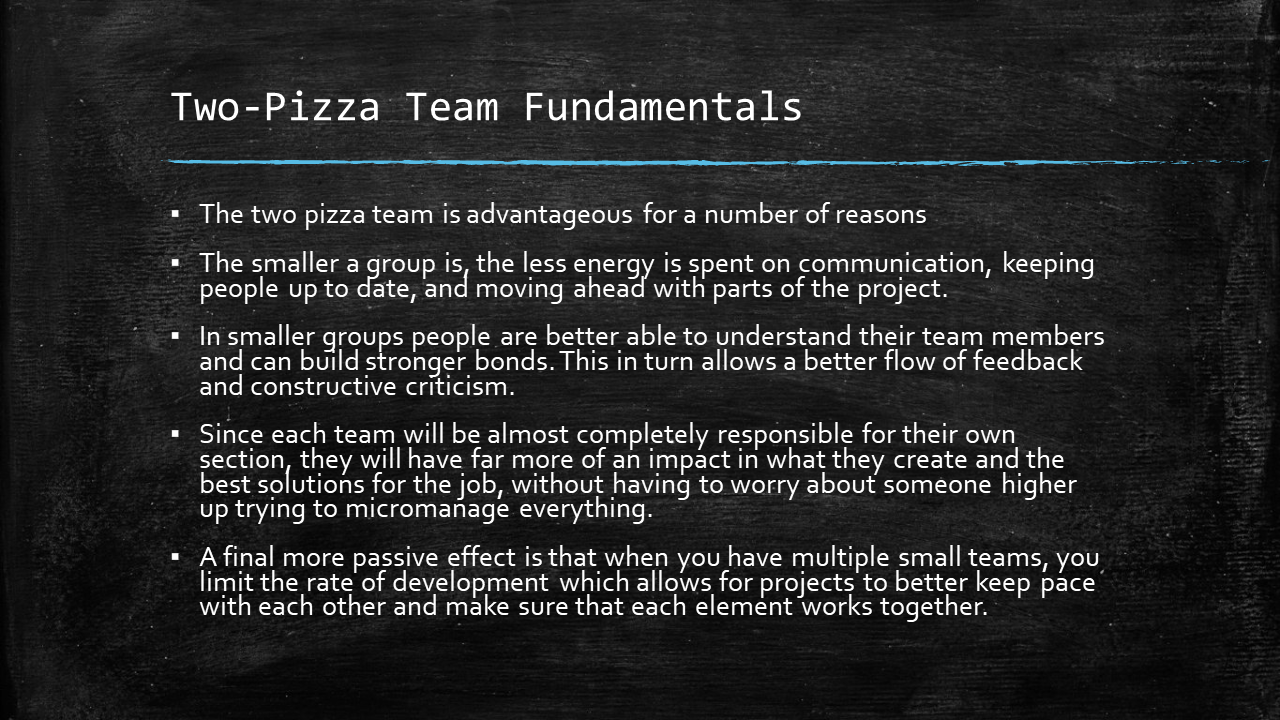 Two-Pizza Team Fundamentals
▪ The two pizza team is advantageous for a number of reasons
▪ The smaller a group is, the less energy is spent on communication, keeping
people up to date, and moving ahead with parts of the project.
▪ In smaller groups people are better able to understand their team members
and can build stronger bonds. This in turn allows a better flow of feedback
and constructive criticism.
▪ Since each team will be almost completely responsible for their own
section, they will have far more of an impact in what they create and the
best solutions for the job, without having to worry about someone higher
up trying to micromanage everything.
▪ A final more passive effect is that when you have multiple small teams, you
limit the rate of development which allows for projects to better keep pace
with each other and make sure that each element works together.